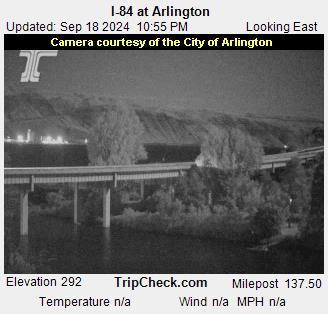 I-84 at Arlington
Updated: Sep 18 2024 10:55 PM Looking East
Camera courtesy of the City of Arlington
Elevation 292 TripCheck.com Milepost 137.50
Temperature n/a Wind n/a MPH n/a